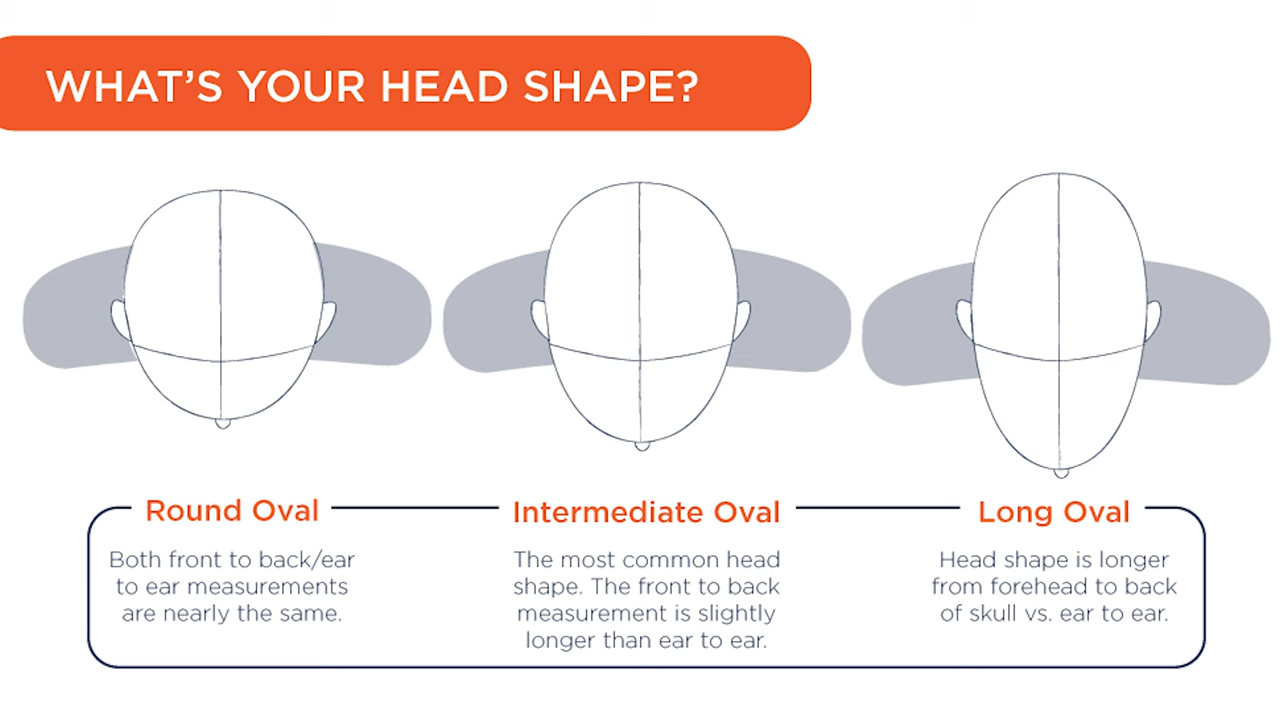 WHAT'S YOUR HEAD SHAPE?
Round Oval
Both front to back/ear
to ear measurements
are nearly the same.
Intermediate Oval
The most common head
shape. The front to back
measurement is slightly
longer than ear to ear.
Long Oval
Head shape is longer
from forehead to back
of skull vs. ear to ear.